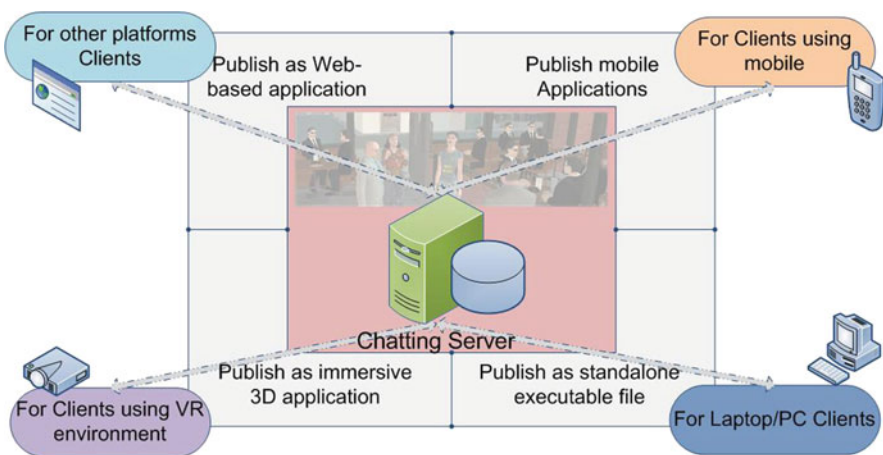 For other platforms
Clients
Publish as Web-
based application
Publish mobile
Applications
For Clients using
mobile
Chatting Server
For Clients using VR
environment
Publish as immersive
3D application
Publish as standalone
executable file
For Laptop/PC Clients